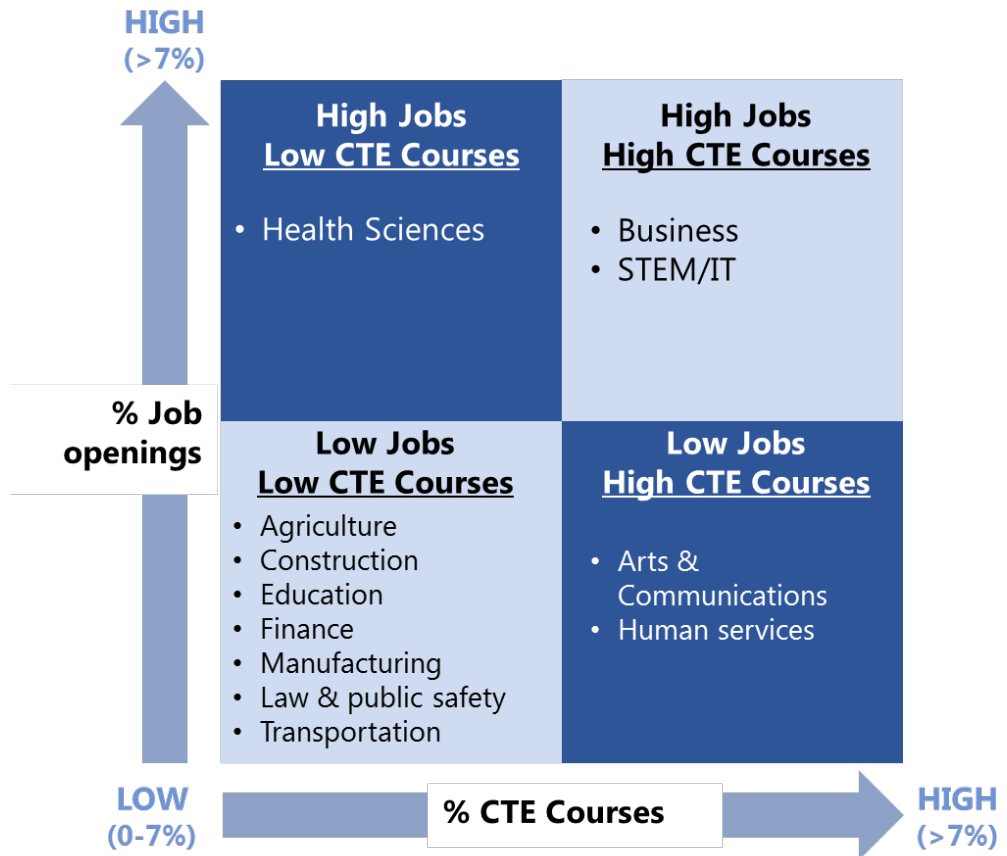 HIGH
(>7%)
High Jobs
Low CTE Courses
• Health Sciences
High Jobs
High CTE Courses
• Business
• STEM/IT
% Job
openings
Low Jobs
Low CTE Courses
• Agriculture
• Construction
• Education
• Finance
• Manufacturing
• Law & public safety
• Transportation
Low Jobs
High CTE Courses
• Arts &
Communications
• Human services
LOW
(0-7%)
% CTE Courses
HIGH
(>7%)